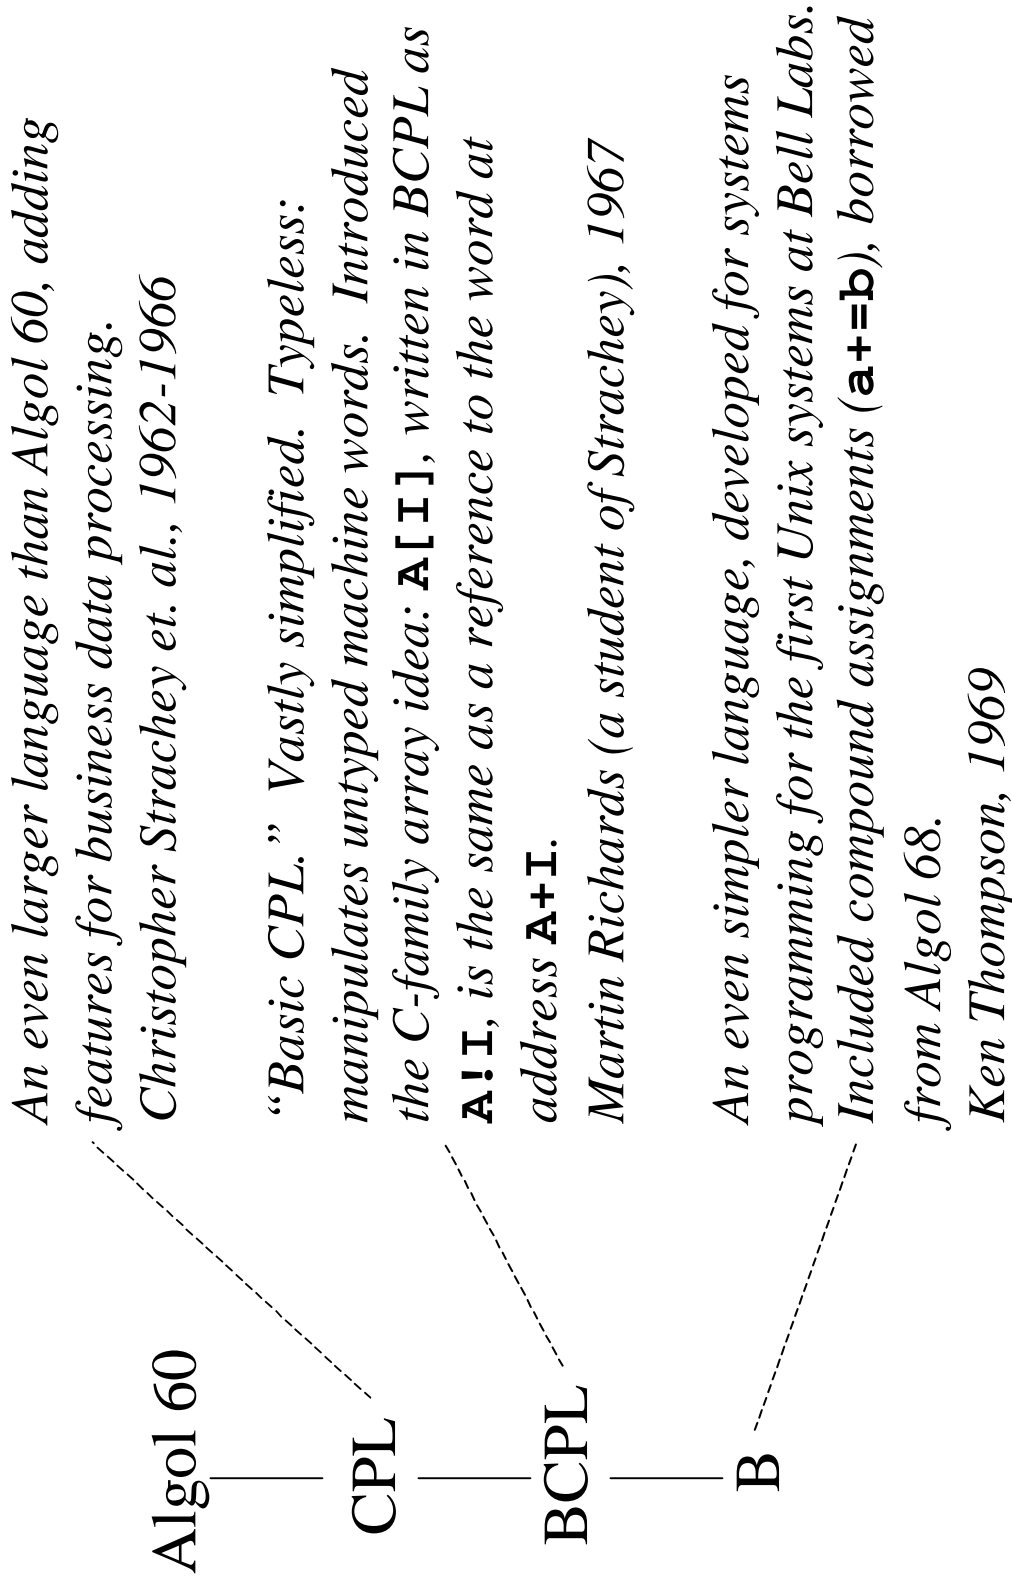 Algol 60
CPL
BCPL
B
An even larger language than Algol 60, adding
features for business data processing.
Christopher Strachey et. al., 1962-1966
“Basic CPL.” Vastly simplified. Typeless:
manipulates untyped machine words. Introduced
the C-family array idea: A[I], written in BCPL as
A!I, is the same as a reference to the word at
address A+I.
Martin Richards (a student of Strachey), 1967
An even simpler language, developed for systems
programming for the first Unix systems at Bell Labs.
Included compound assignments (a+=b), borrowed
from Algol 68.
Ken Thompson, 1969